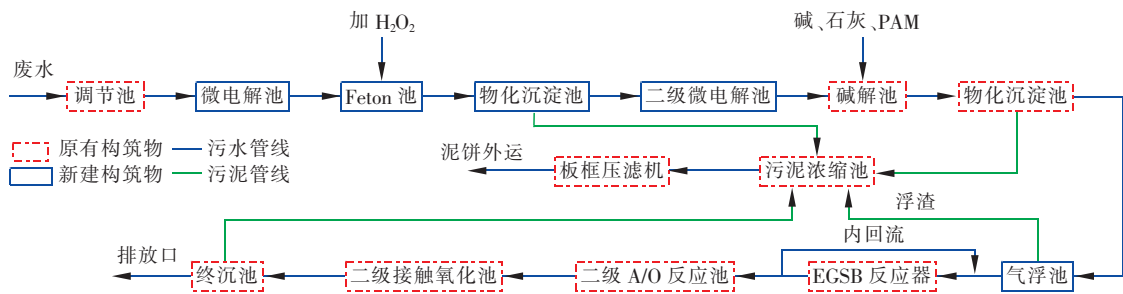 加 H₂O₂
碱、石灰、PAM
废水
调节池
微电解池
Feton 池
物化沉淀池
二级微电解池
碱解池
物化沉淀池
原有构筑物
污水管线
新建构筑物
污泥管线
泥饼外运
板框压滤机
污泥浓缩池
浮渣
内回流
排放口
终沉池
二级接触氧化池
二级 A/O 反应池
EGSB 反应器
气浮池